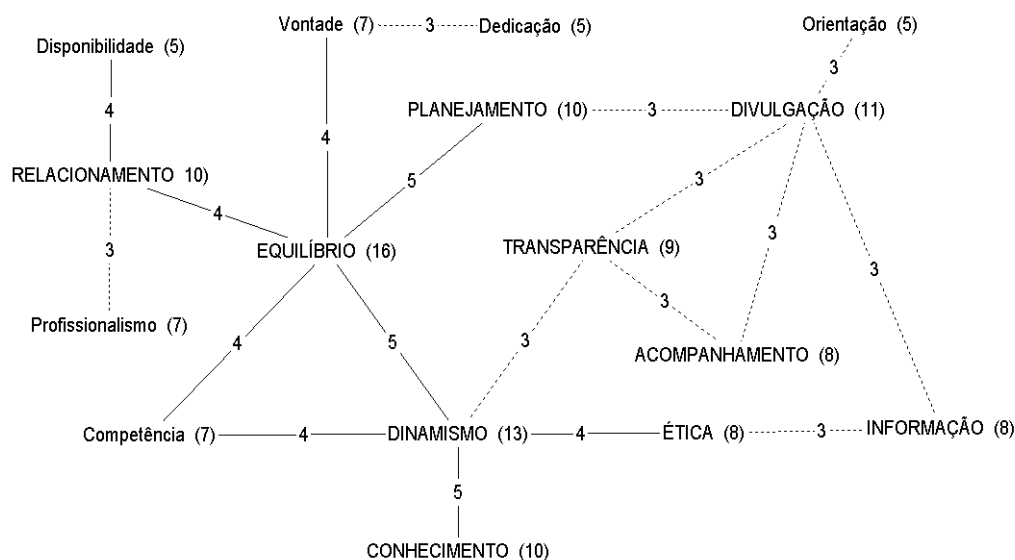 Vontade (7) 3 Dedicação (5) Orientação (5)
Disponibilidade (5)
3
4 PLANEJAMENTO (10) 3 DIVULGAÇÃO (11)
4
RELACIONAMENTO 10) 5 3
4
3 EQUILÍBRIO (16) TRANSPARÊNCIA (9) 3
3
3
Profissionalismo (7)
4 5 3 ACOMPANHAMENTO (8)
Competência (7) 4 DINAMISMO (13) 4 ÉTICA (8) 3 INFORMAÇÃO (8)
5
CONHECIMENTO (10)